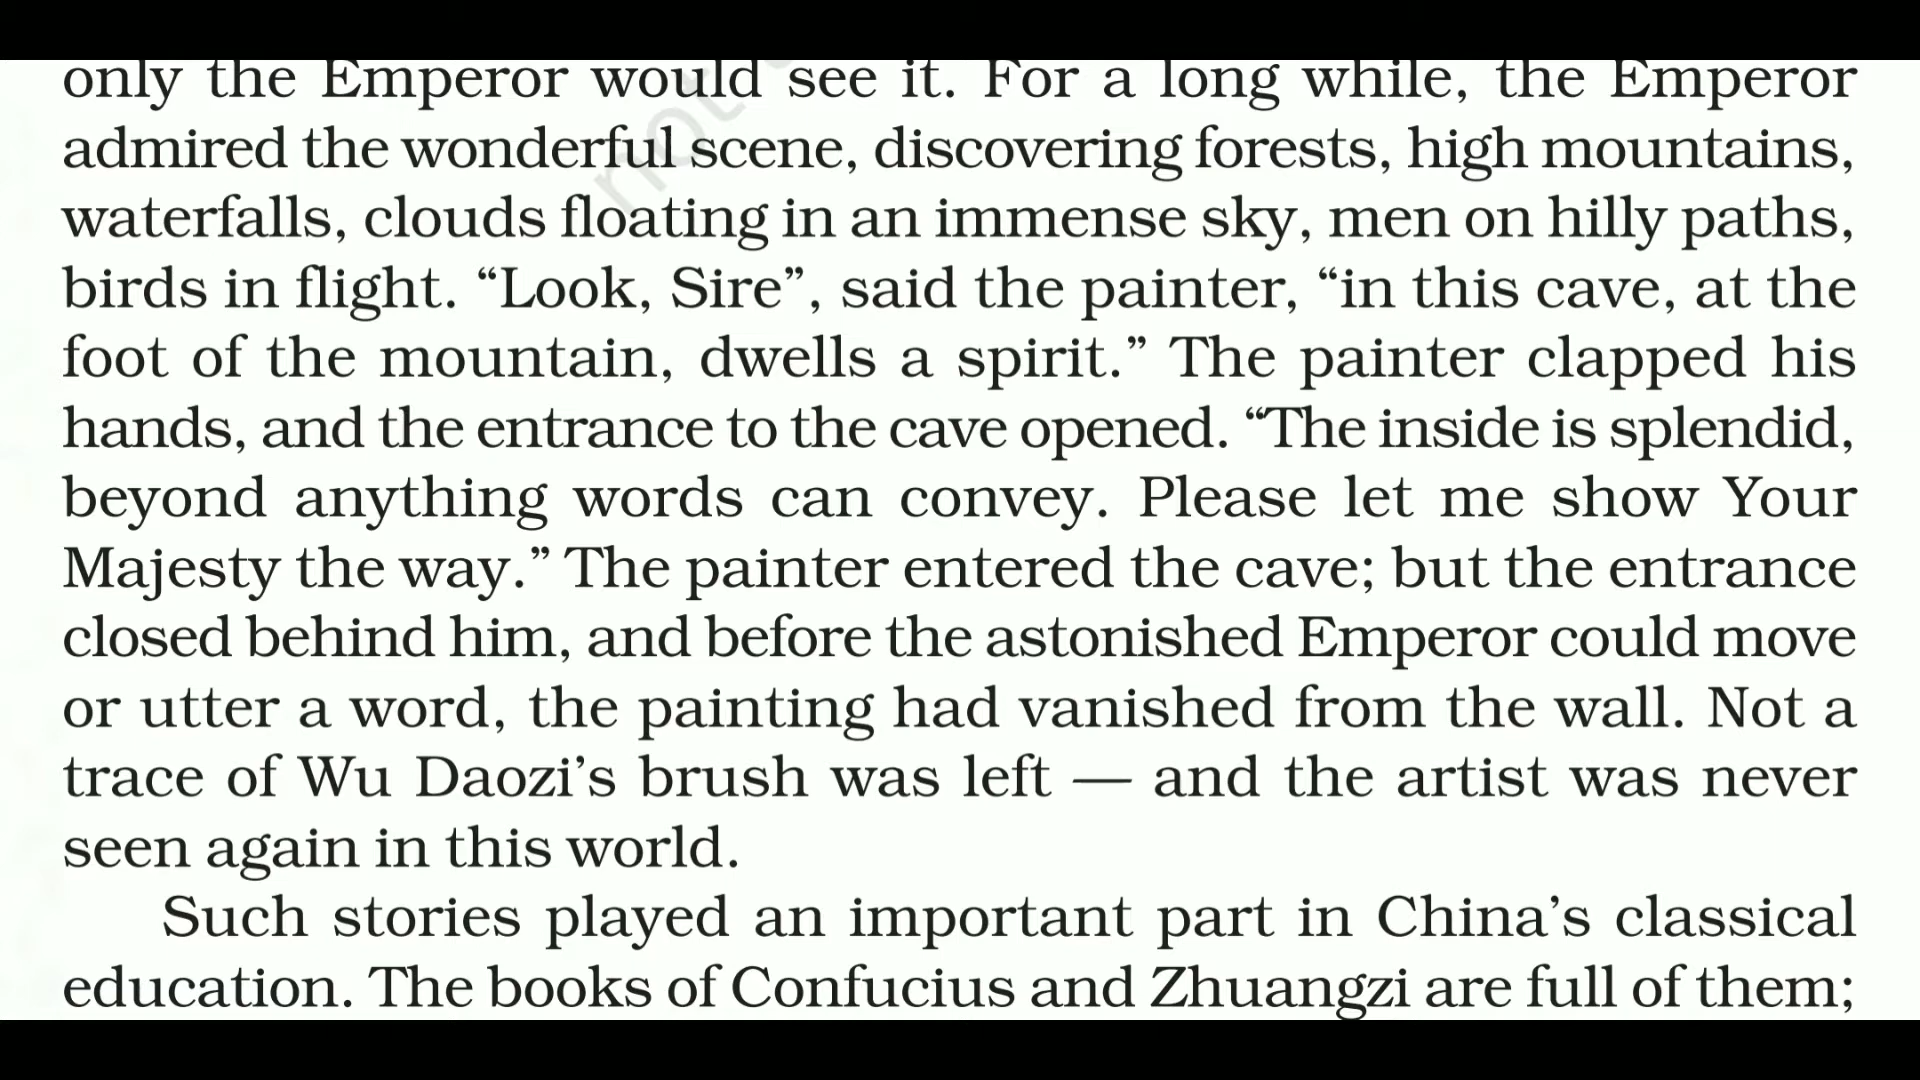 only the Emperor would see it. For a long while, the Emperor
admired the wonderful scene, discovering forests, high mountains,
waterfalls, clouds floating in an immense sky, men on hilly paths,
birds in flight. “Look, Sire”, said the painter, “in this cave, at the
foot of the mountain, dwells a spirit.” The painter clapped his
hands, and the entrance to the cave opened. “The inside is splendid,
beyond anything words can convey. Please let me show Your
Majesty the way.” The painter entered the cave; but the entrance
closed behind him, and before the astonished Emperor could move
or utter a word, the painting had vanished from the wall. Not a
trace of Wu Daozi’s brush was left — and the artist was never
seen again in this world.
Such stories played an important part in China’s classical
education. The books of Confucius and Zhuangzi are full of them;
not